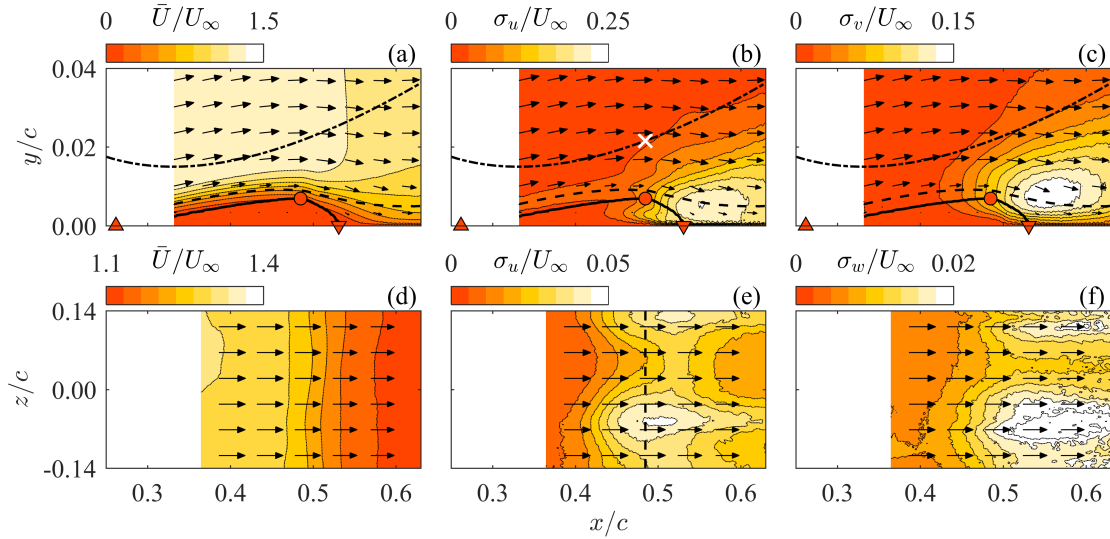 0 Ū/U∞ 1.5
0 σᵤ/U∞ 0.25
0 σᵥ/U∞ 0.15
(a)
(b)
(c)
0.04
0.02
0.00
y/c
1.1 Ū/U∞ 1.4
0 σᵤ/U∞ 0.05
0 σ_w/U∞ 0.02
(d)
(e)
(f)
0.14
0.00
-0.14
z/c
0.3 0.4 0.5 0.6
0.3 0.4 0.5 0.6
0.3 0.4 0.5 0.6
x/c